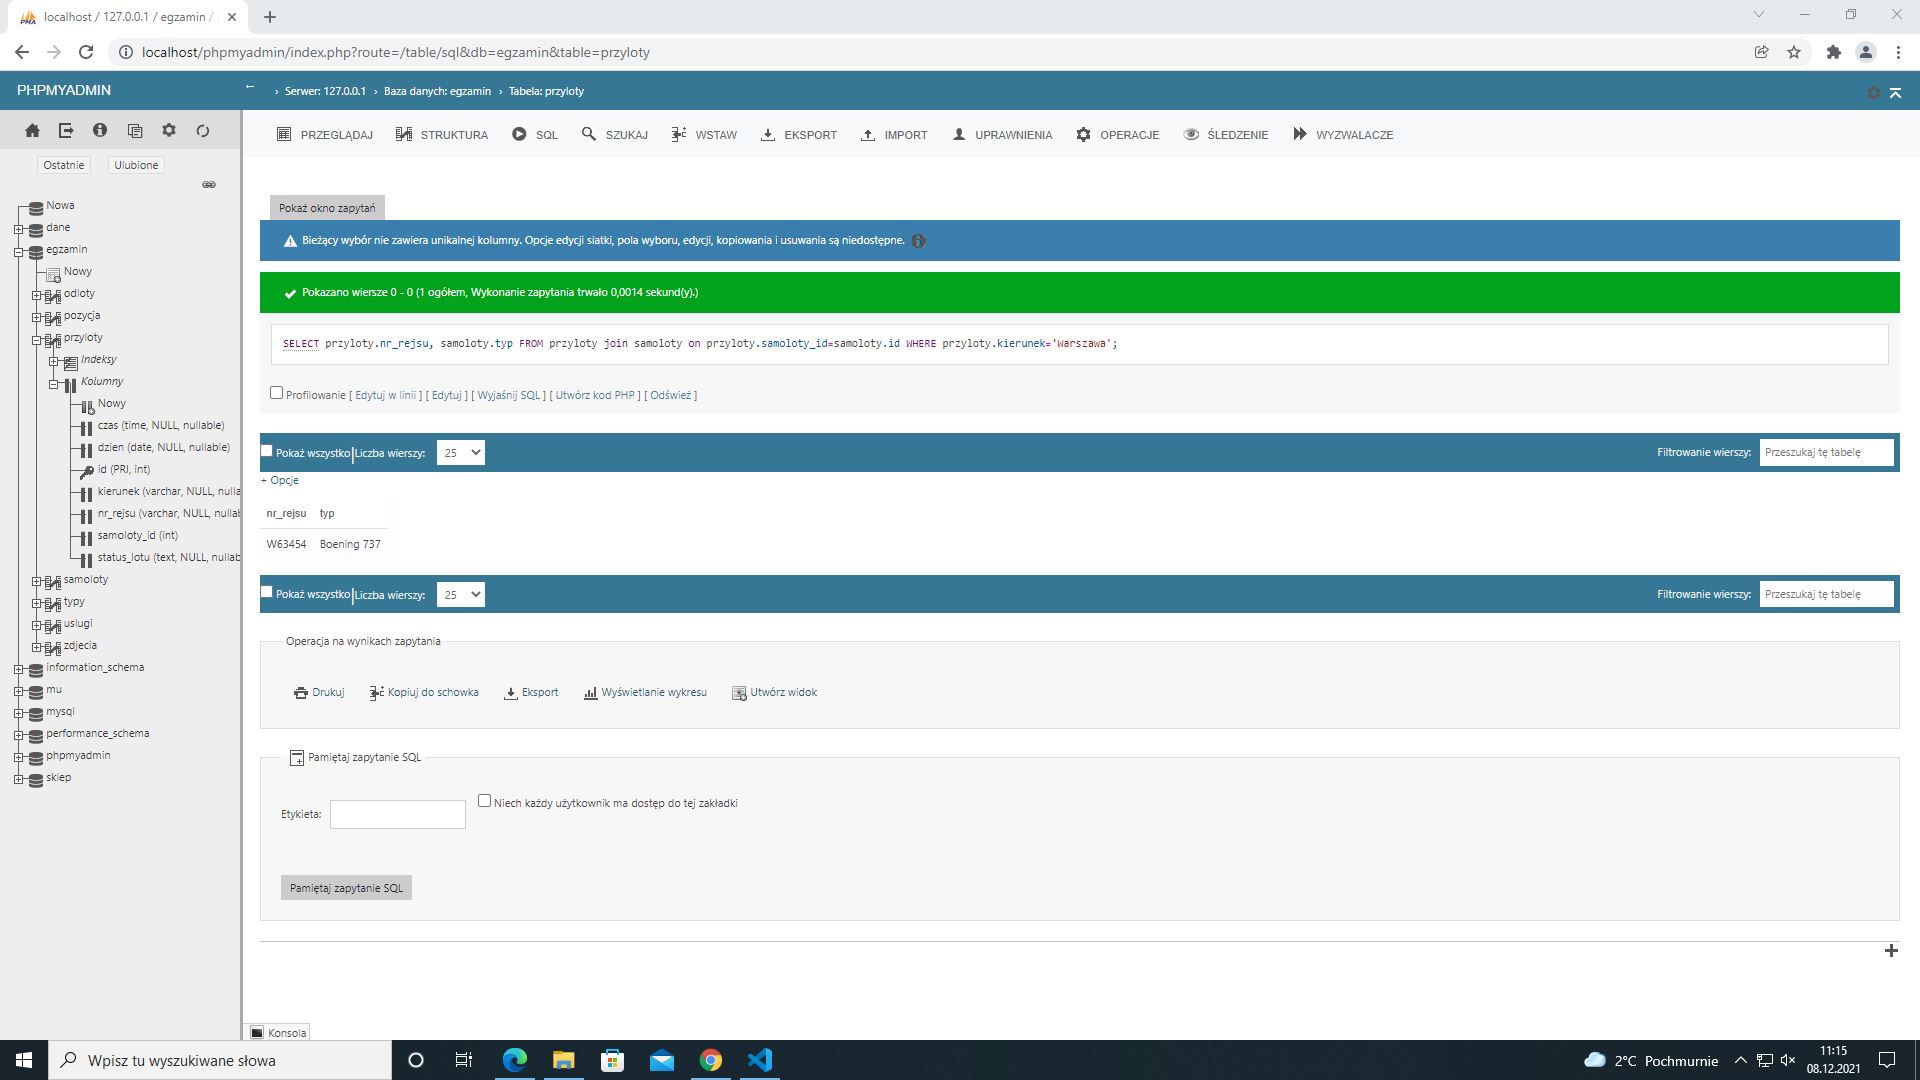 localhost / 127.0.0.1 / egzamin /
localhost/phpmyadmin/index.php?route=/table/sql&db=egzamin&table=przyloty
PHPMYADMIN
← › Serwer: 127.0.0.1 › Baza danych: egzamin › Tabela: przyloty
PRZEGLĄDAJ STRUKTURA SQL SZUKAJ WSTAW EKSPORT IMPORT UPRAWNIENIA OPERACJE ŚLEDZENIE WYZWALACZE
Ostatnie Ulubione
Nowa
dane
egzamin
Nowy
odloty
pozycja
przyloty
Indeksy
Kolumny
Nowy
czas (time, NULL, nullable)
dzien (date, NULL, nullable)
id (PRI, int)
kierunek (varchar, NULL, nulla
nr_rejsu (varchar, NULL, nullab
samoloty_id (int)
status_lotu (text, NULL, nullab
samoloty
typy
uslugi
zdjecia
information_schema
mu
mysql
performance_schema
phpmyadmin
sklep
Pokaż okno zapytań
Bieżący wybór nie zawiera unikalnej kolumny. Opcje edycji siatki, pola wyboru, edycji, kopiowania i usuwania są niedostępne.
Pokazano wiersze 0 - 0 (1 ogółem, Wykonanie zapytania trwało 0,0014 sekund(y).)
SELECT przyloty.nr_rejsu, samoloty.typ FROM przyloty join samoloty on przyloty.samoloty_id=samoloty.id WHERE przyloty.kierunek='Warszawa';
Profilowanie [ Edytuj w linii ] [ Edytuj ] [ Wyjaśnij SQL ] [ Utwórz kod PHP ] [ Odśwież ]
Pokaż wszystko | Liczba wierszy: 25 Filtrowanie wierszy: Przeszukaj tę tabelę
+ Opcje
nr_rejsu typ
W63454 Boening 737
Pokaż wszystko | Liczba wierszy: 25 Filtrowanie wierszy: Przeszukaj tę tabelę
Operacja na wynikach zapytania
Drukuj Kopiuj do schowka Eksport Wyświetlanie wykresu Utwórz widok
Pamiętaj zapytanie SQL
Etykieta: Niech każdy użytkownik ma dostęp do tej zakładki
Pamiętaj zapytanie SQL
Konsola
Wpisz tu wyszukiwane słowa
2°C Pochmurnie
11:15
08.12.2021